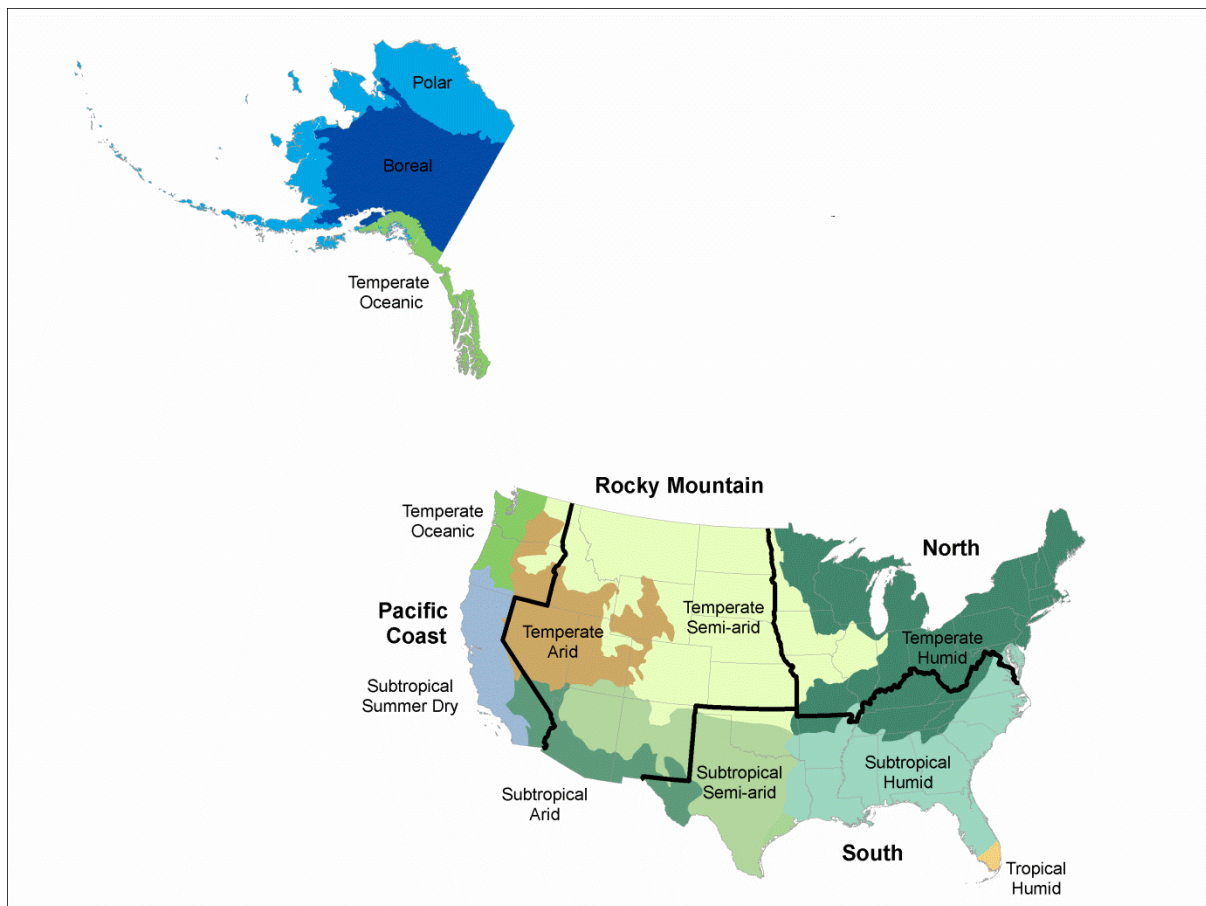 Polar
Boreal
Temperate
Oceanic
Rocky Mountain
Temperate
Oceanic
North
Pacific
Coast
Temperate
Arid
Temperate
Semi-arid
Temperate
Humid
Subtropical
Summer Dry
Subtropical
Arid
Subtropical
Semi-arid
Subtropical
Humid
South
Tropical
Humid